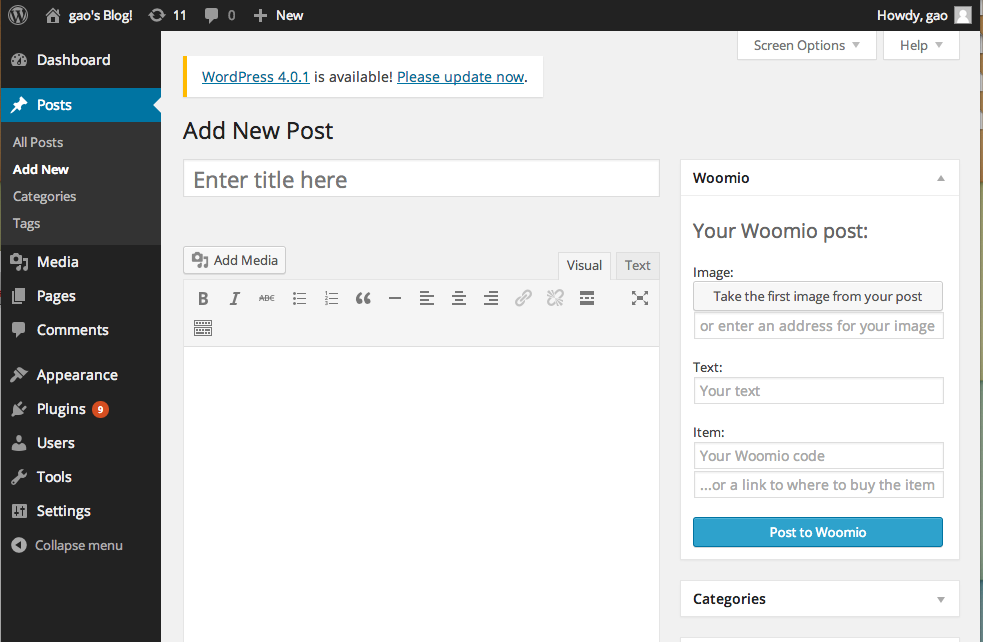 gao's Blog! 11 0 New Howdy, gao
Screen Options Help
Dashboard
Posts
All Posts
Add New
Categories
Tags
Media
Pages
Comments
Appearance
Plugins 9
Users
Tools
Settings
Collapse menu
WordPress 4.0.1 is available! Please update now.
Add New Post
Enter title here
Add Media
Visual Text
B I ABC
Woomio
Your Woomio post:
Image:
Take the first image from your post
or enter an address for your image
Text:
Your text
Item:
Your Woomio code
...or a link to where to buy the item
Post to Woomio
Categories